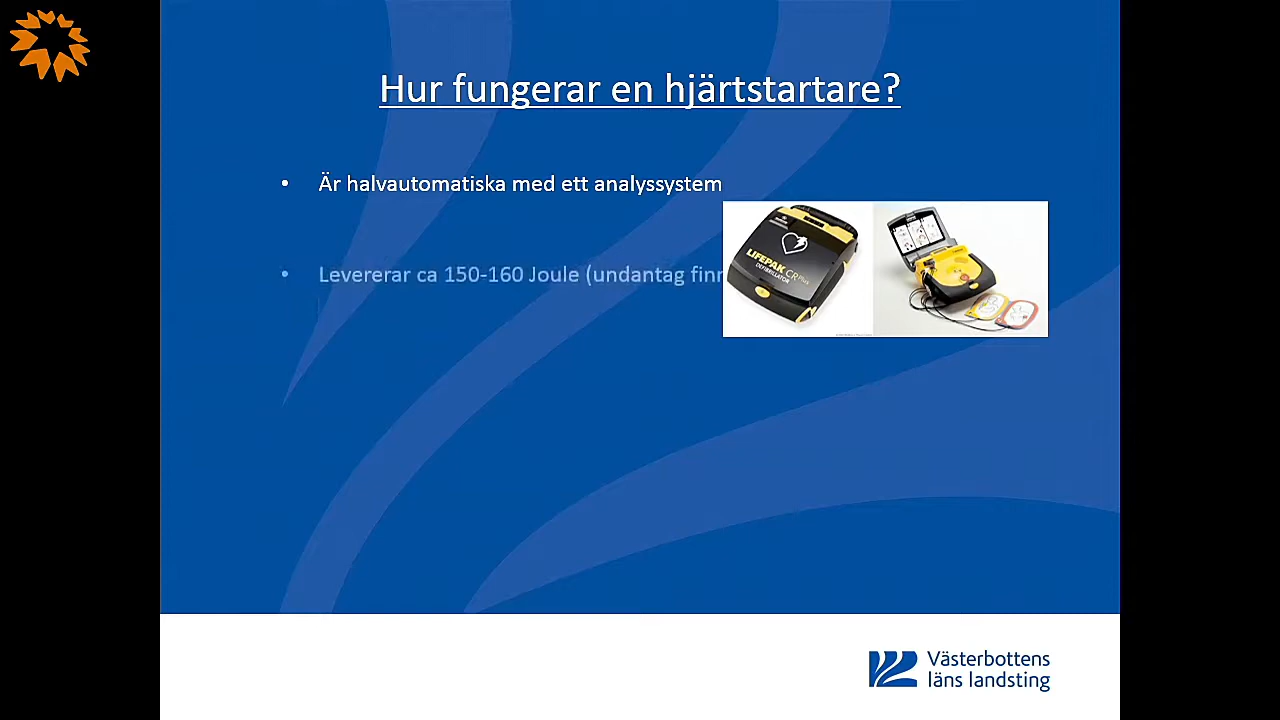 Hur fungerar en hjärtstartare?
• Är halvautomatiska med ett analyssystem
• Levererar ca 150-160 Joule (undantag finn
LIFEPAK CR Plus
DEFIBRILLATOR
Västerbottens
läns landsting